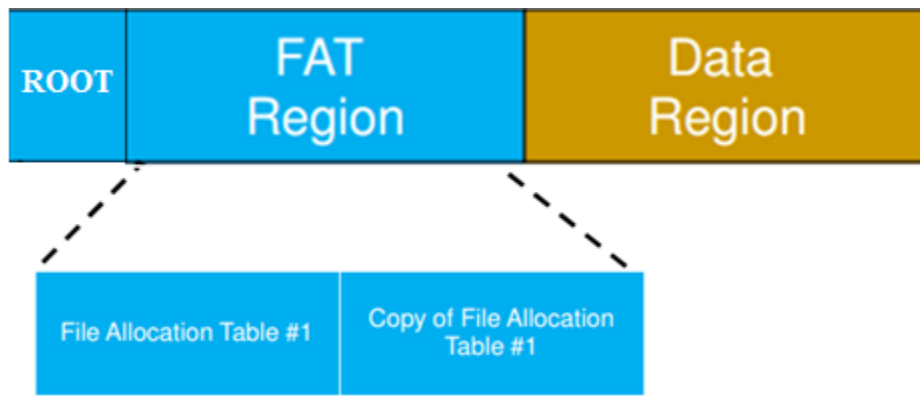 ROOT
FAT
Region
Data
Region
File Allocation Table #1
Copy of File Allocation
Table #1